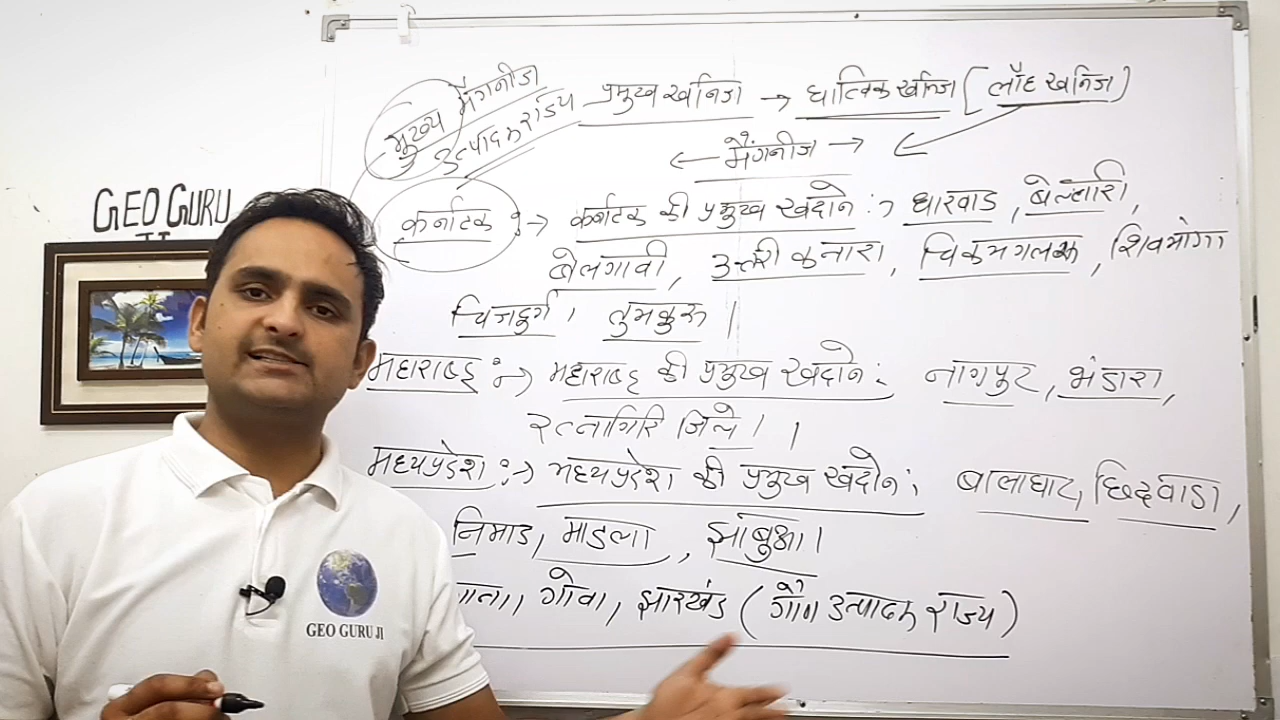 मुख्य मैंगनीज
उत्पादक राज्य
प्रमुख खनिज → धात्विक खनिज (लौह खनिज)
← मैंगनीज →
GEO GURU
कर्नाटक :→ कर्नाटक की प्रमुख खदाने :→ धारवाड, बेल्लारी,
बेलगावी, उत्तरी कनारा, चिकमगलूरू, शिवमोगा
चित्रदुर्ग, तुमकुरू |
महाराष्ट्र :→ महाराष्ट्र की प्रमुख खदाने : नागपुर, भंडारा,
रत्नागिरि जिले | |
मध्यप्रदेश :→ मध्यप्रदेश की प्रमुख खदाने : बालाघाट, छिंदवाडा,
निमाड, माडला, झाबुआ |
गोवा, झारखंड (गौण उत्पादक राज्य)
GEO GURU JI